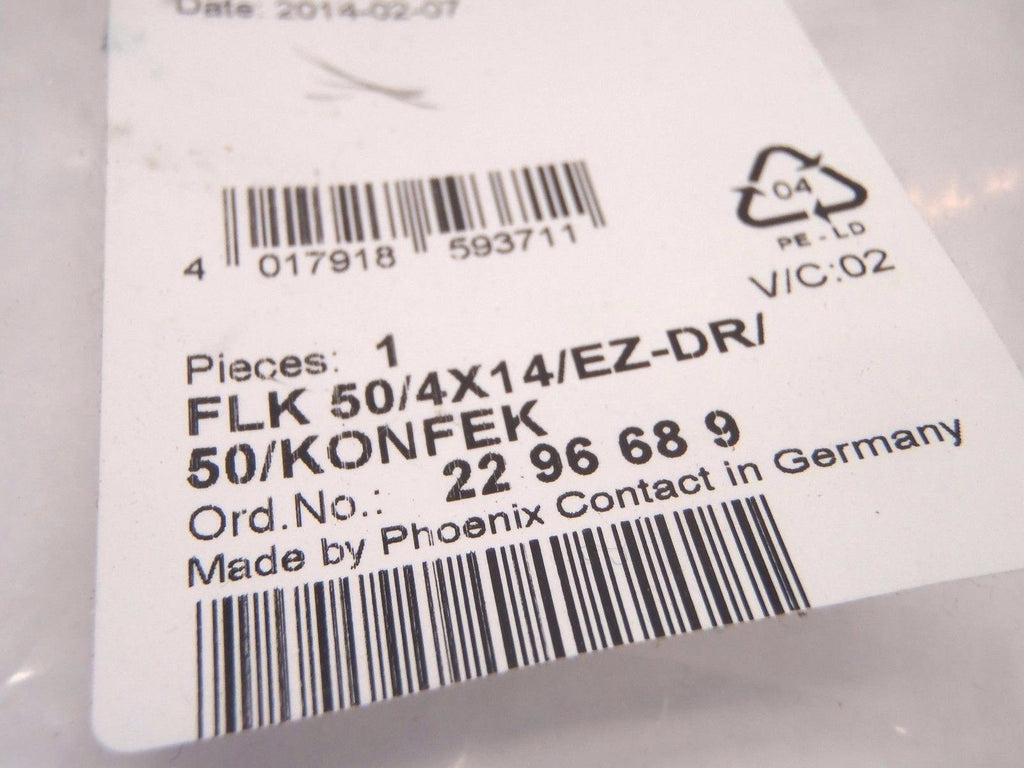 Date: 2014-02-07
4 017918 593711
04
PE-LD
V/C:02
Pieces: 1
FLK 50/4X14/EZ-DR/
50/KONFEK
Ord.No.: 22 96 68 9
Made by Phoenix Contact in Germany